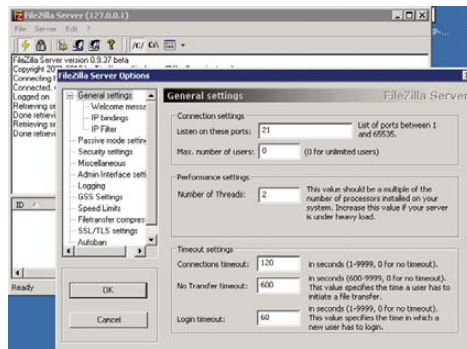 FileZilla Server (127.0.0.1)
File Server Edit ?
/C/ C:\
FileZilla Server version 0.9.37 beta
Copyright
Connecting
Connected,
Logged on
Retrieving
Done
Retrieving
Done
ID
Ready
FileZilla Server Options
General settings
Welcome
IP bindings
IP Filter
Passive mode
Security settings
Miscellaneous
Admin Interface
Logging
GSS Settings
Speed Limits
Filetransfer
SSL/TLS settings
Autoban
OK
Cancel
General settings
FileZilla Server
Connection settings
Listen on these ports: 21
List of ports between 1
and 65535.
Max. number of users: 0 (0 for unlimited users)
Performance settings
Number of Threads: 2
This value should be a multiple of the
number of processors installed on your
system. Increase this value if your server
is under heavy load.
Timeout settings
Connections timeout: 120 in seconds (1-9999, 0 for no timeout).
No Transfer timeout: 600
in seconds (600-9999, 0 for no timeout).
This value specifies the time a user has to
initiate a file transfer.
Login timeout: 60
in seconds (1-9999, 0 for no timeout).
This value specifies the time in which a
new user has to login.